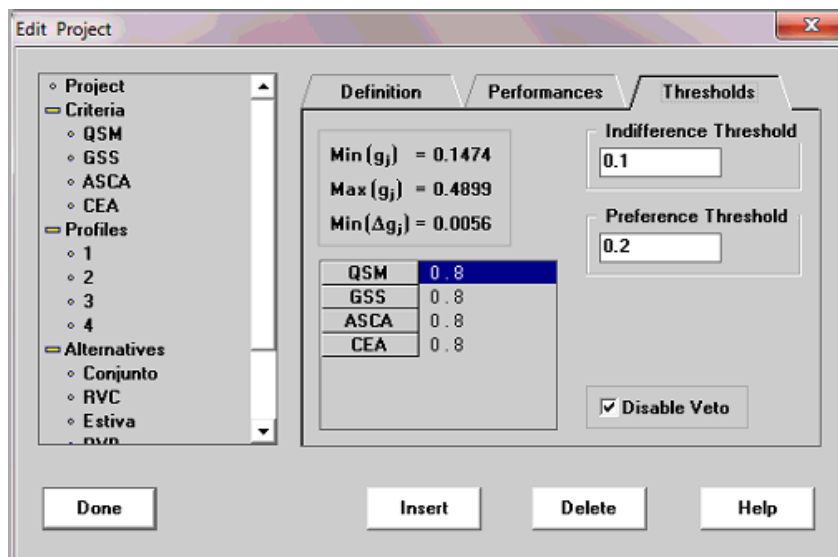 Edit Project
X
Project
Criteria
QSM
GSS
ASCA
CEA
Profiles
1
2
3
4
Alternatives
Conjunto
RVC
Estiva
Definition
Performances
Thresholds
Min(gj) = 0.1474
Max(gj) = 0.4899
Min(Δgj) = 0.0056
QSM 0.8
GSS 0.8
ASCA 0.8
CEA 0.8
Indifference Threshold
0.1
Preference Threshold
0.2
Disable Veto
Done
Insert
Delete
Help